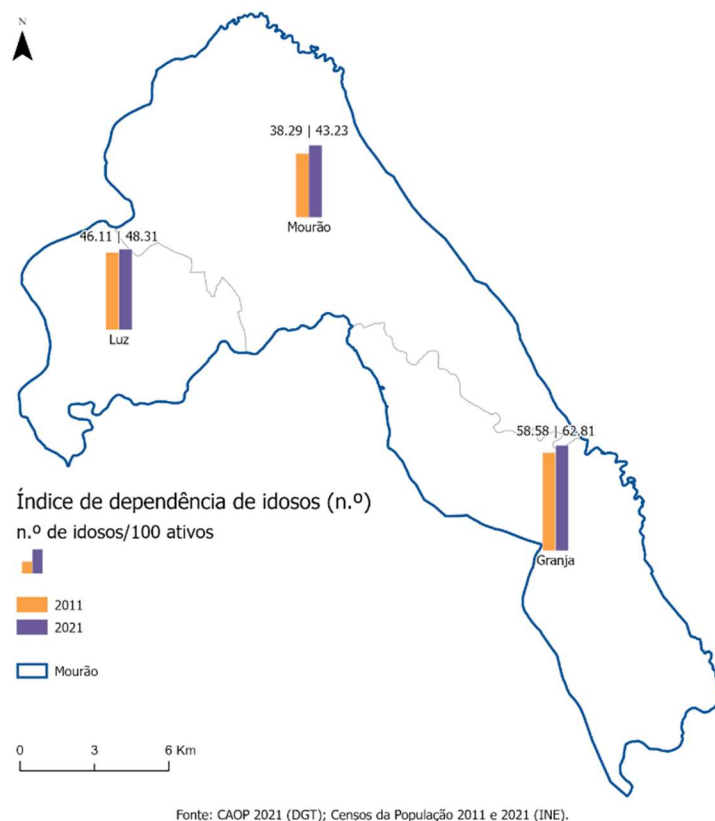 N
38.29 | 43.23
Mourão
46.11 | 48.31
Luz
58.58 | 62.81
Granja
Índice de dependência de idosos (n.º)
n.º de idosos/100 ativos
2011
2021
Mourão
0 3 6 Km
Fonte: CAOP 2021 (DGT); Censos da População 2011 e 2021 (INE).